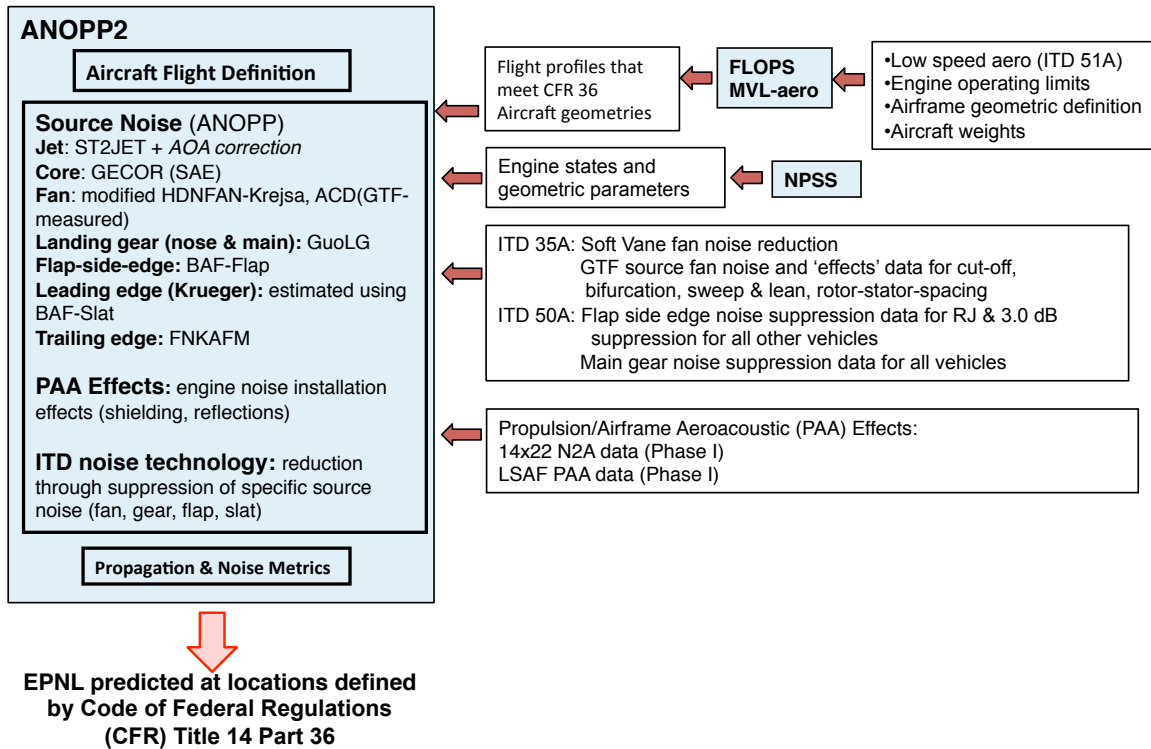 ANOPP2
Aircraft Flight Definition
Source Noise (ANOPP)
Jet: ST2JET + AOA correction
Core: GECOR (SAE)
Fan: modified HDNFAN-Krejsa, ACD(GTF-
measured)
Landing gear (nose & main): GuoLG
Flap-side-edge: BAF-Flap
Leading edge (Krueger): estimated using
BAF-Slat
Trailing edge: FNKAFM
PAA Effects: engine noise installation
effects (shielding, reflections)
ITD noise technology: reduction
through suppression of specific source
noise (fan, gear, flap, slat)
Propagation & Noise Metrics
EPNL predicted at locations defined
by Code of Federal Regulations
(CFR) Title 14 Part 36
Flight profiles that
meet CFR 36
Aircraft geometries
FLOPS
MVL-aero
•Low speed aero (ITD 51A)
•Engine operating limits
•Airframe geometric definition
•Aircraft weights
Engine states and
geometric parameters
NPSS
ITD 35A: Soft Vane fan noise reduction
GTF source fan noise and ‘effects’ data for cut-off,
bifurcation, sweep & lean, rotor-stator-spacing
ITD 50A: Flap side edge noise suppression data for RJ & 3.0 dB
suppression for all other vehicles
Main gear noise suppression data for all vehicles
Propulsion/Airframe Aeroacoustic (PAA) Effects:
14x22 N2A data (Phase I)
LSAF PAA data (Phase I)